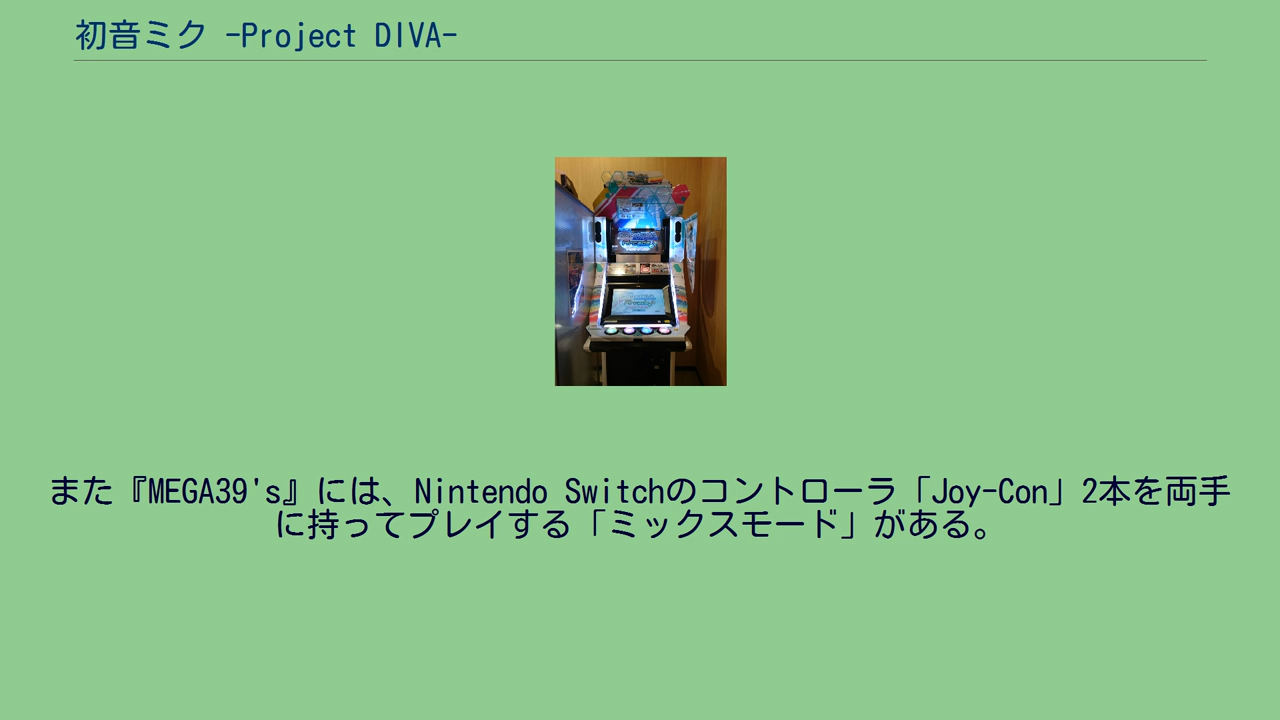 初音ミク -Project DIVA-
また『MEGA39's』には、Nintendo Switchのコントローラ「Joy-Con」2本を両手
に持ってプレイする「ミックスモード」がある。